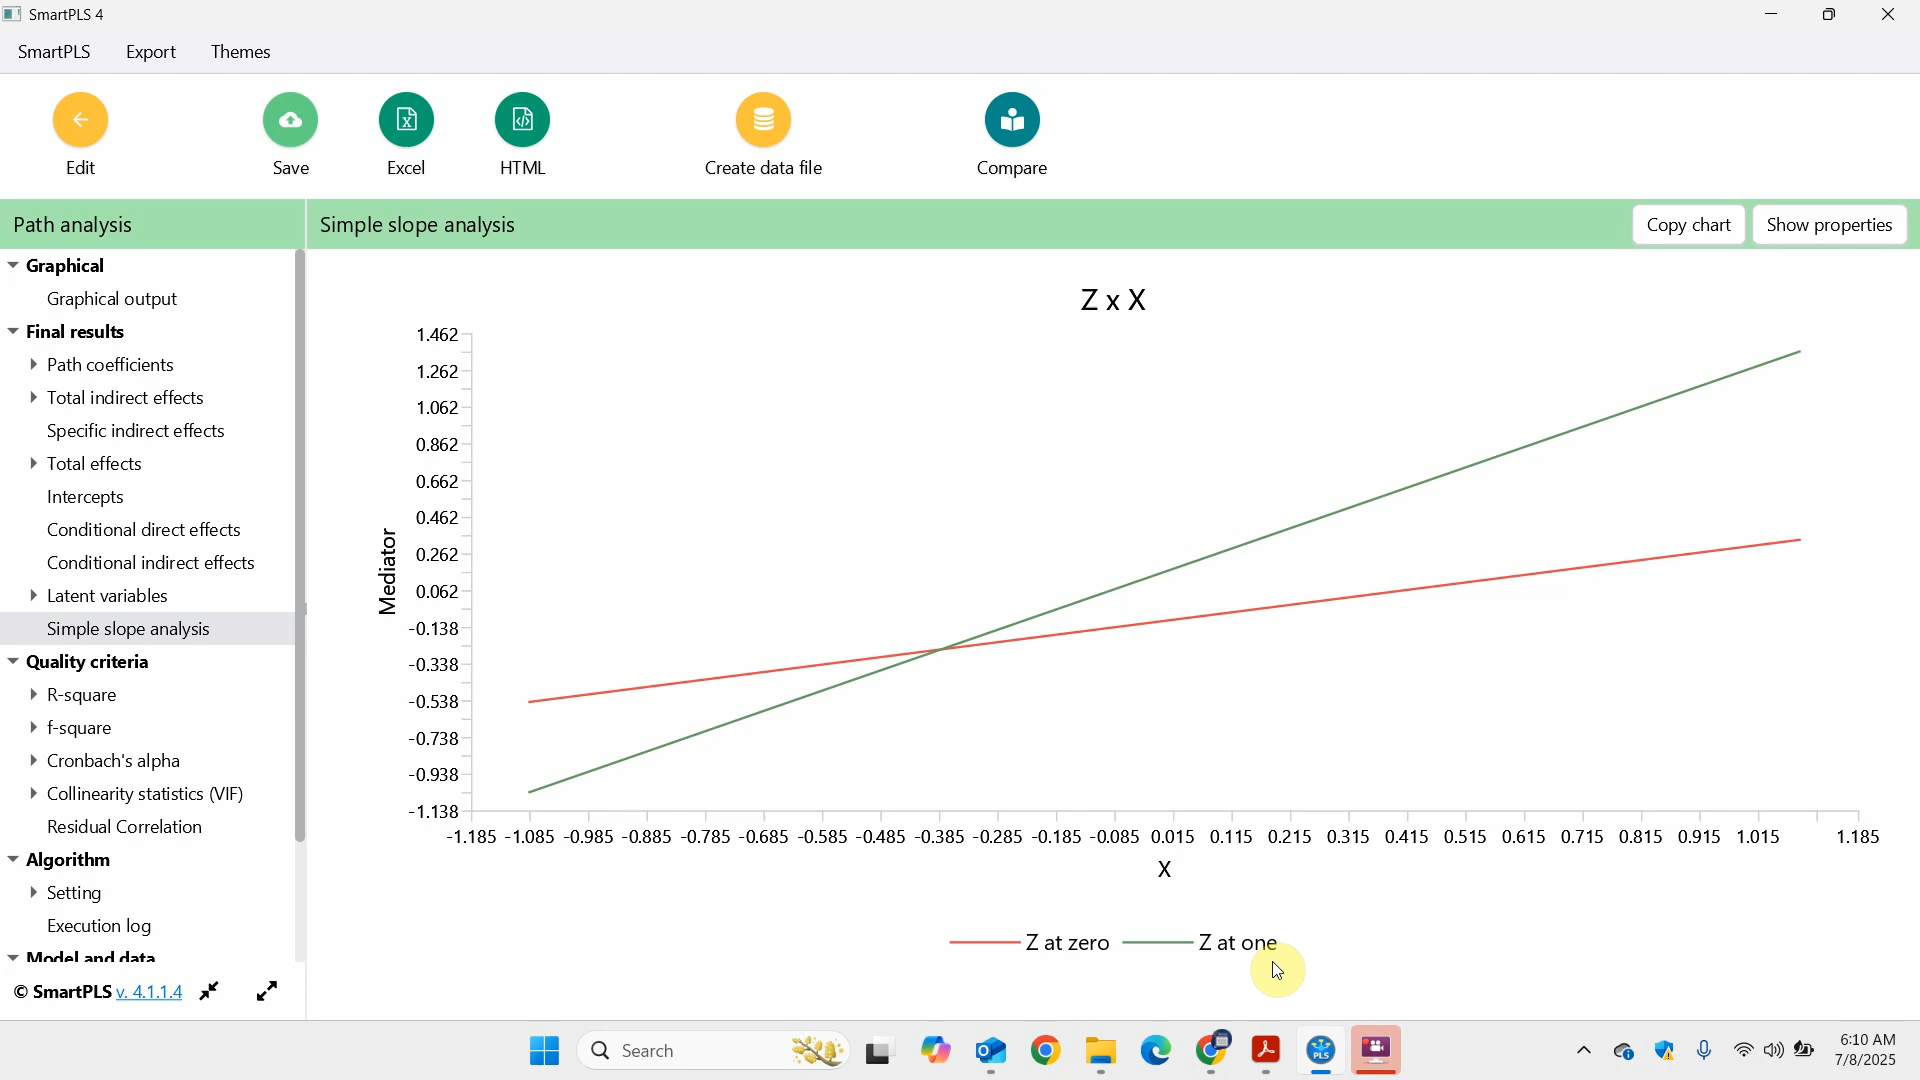 SmartPLS 4
SmartPLS Export Themes
Edit Save Excel HTML Create data file Compare
Path analysis
Graphical
Graphical output
Final results
Path coefficients
Total indirect effects
Specific indirect effects
Total effects
Intercepts
Conditional direct effects
Conditional indirect effects
Latent variables
Simple slope analysis
Quality criteria
R-square
f-square
Cronbach's alpha
Collinearity statistics (VIF)
Residual Correlation
Algorithm
Setting
Execution log
Model and data
© SmartPLS v. 4.1.1.4
Simple slope analysis Copy chart Show properties
Z x X
1.462
1.262
1.062
0.862
0.662
0.462
0.262
0.062
-0.138
-0.338
-0.538
-0.738
-0.938
-1.138
Mediator
-1.185 -1.085 -0.985 -0.885 -0.785 -0.685 -0.585 -0.485 -0.385 -0.285 -0.185 -0.085 0.015 0.115 0.215 0.315 0.415 0.515 0.615 0.715 0.815 0.915 1.015 1.185
X
Z at zero Z at one
Search
PLS
6:10 AM
7/8/2025